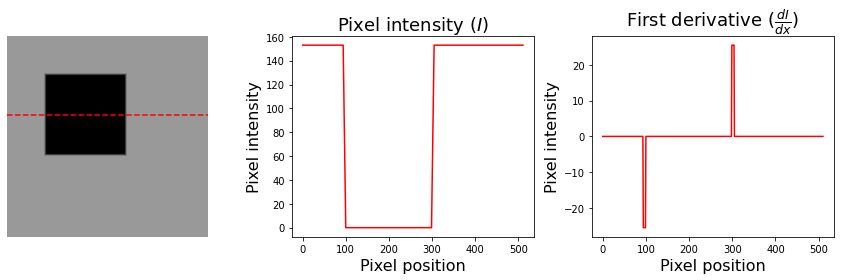 Pixel intensity (I)
Pixel intensity
160
140
120
100
80
60
40
20
0
0 100 200 300 400 500
Pixel position
First derivative (dI/dx)
Pixel intensity
20
10
0
−10
−20
0 100 200 300 400 500
Pixel position